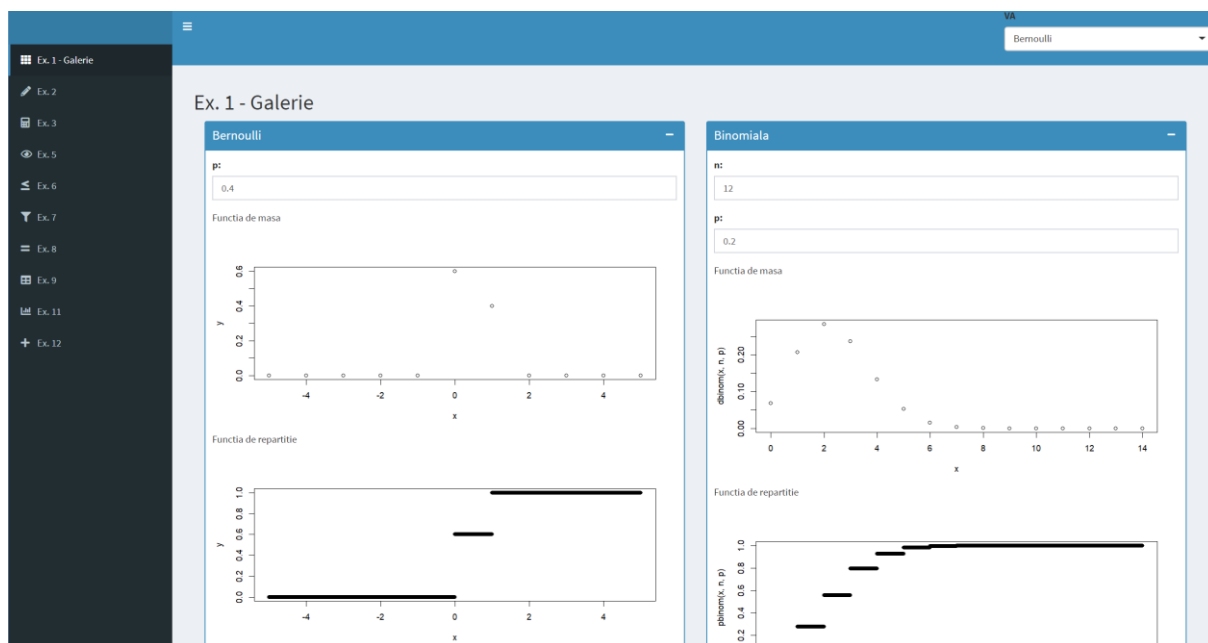 VA
Bernoulli
Ex. 1 - Galerie
Ex. 2
Ex. 3
Ex. 5
Ex. 6
Ex. 7
Ex. 8
Ex. 9
Ex. 11
Ex. 12
Ex. 1 - Galerie
Bernoulli
p:
0.4
Functia de masa
y
0.6
0.4
0.2
0.0
-4 -2 0 2 4
x
Functia de repartitie
y
1.0
0.8
0.6
0.4
0.2
0.0
-4 -2 0 2 4
x
Binomiala
n:
12
p:
0.2
Functia de masa
dbinom(x, n, p)
0.20
0.10
0.00
0 2 4 6 8 10 12 14
x
Functia de repartitie
pbinom(x, n, p)
1.0
0.8
0.6
0.4
0.2